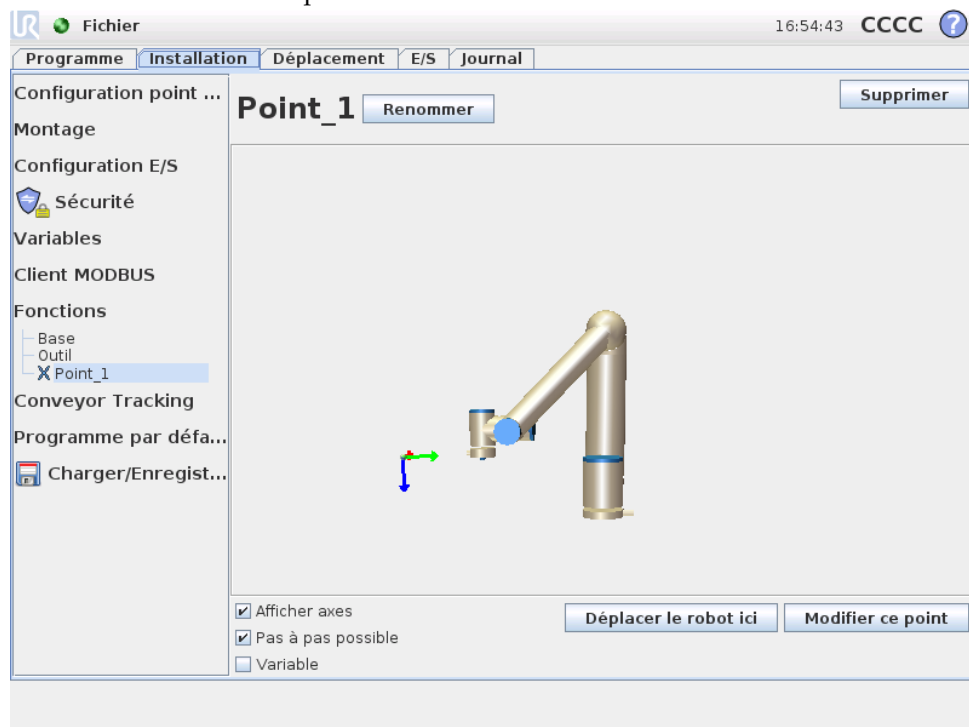 UR Fichier 16:54:43 CCCC ?
Programme Installation Déplacement E/S Journal
Configuration point ...
Montage
Configuration E/S
Sécurité
Variables
Client MODBUS
Fonctions
Base
Outil
Point_1
Conveyor Tracking
Programme par défa...
Charger/Enregist...
Point_1 Renommer Supprimer
Afficher axes
Pas à pas possible
Variable
Déplacer le robot ici Modifier ce point